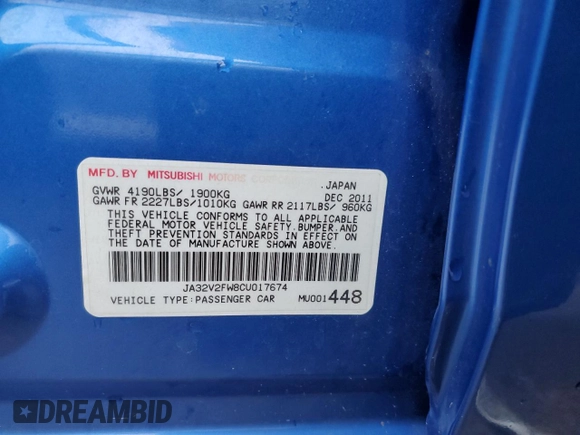 MFD. BY MITSUBISHI MOTORS CORPORATION
JAPAN
GVWR 4190LBS/ 1900KG DEC 2011
GAWR FR 2227LBS/1010KG GAWR RR 2117LBS/ 960KG
THIS VEHICLE CONFORMS TO ALL APPLICABLE
FEDERAL MOTOR VEHICLE SAFETY,BUMPER,AND
THEFT PREVENTION STANDARDS IN EFFECT ON
THE DATE OF MANUFACTURE SHOWN ABOVE.
JA32V2FW8CU017674
VEHICLE TYPE:PASSENGER CAR MU001448
DREAMBID